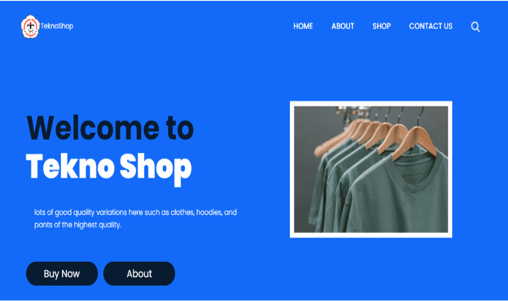 TeknoShop
HOME ABOUT SHOP CONTACT US
Welcome to
Tekno Shop
lots of good quality variations here such as clothes, hoodies, and
pants of the highest quality.
Buy Now About